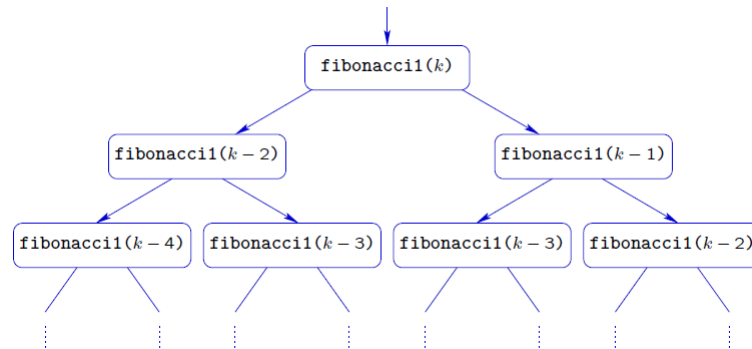 fibonacci1(k)
fibonacci1(k − 2)
fibonacci1(k − 1)
fibonacci1(k − 4)
fibonacci1(k − 3)
fibonacci1(k − 3)
fibonacci1(k − 2)